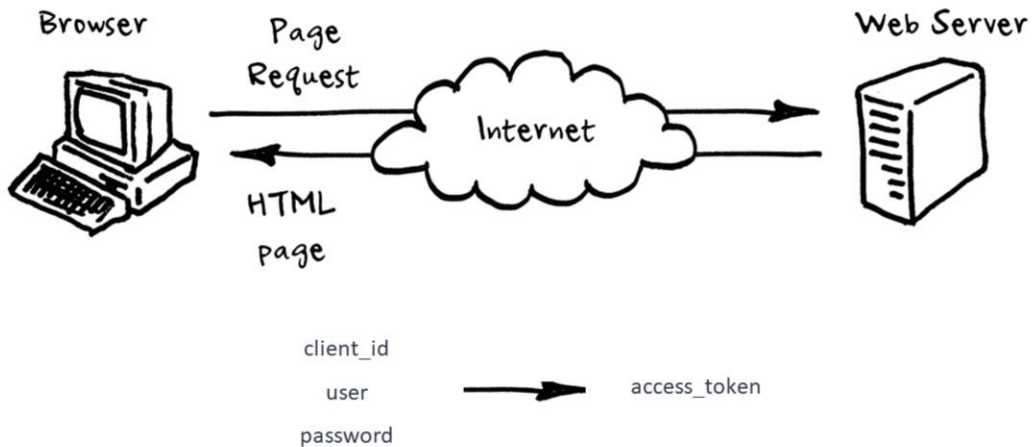 Browser
Page
Request
Web Server
Internet
HTML
page
client_id
user
access_token
password